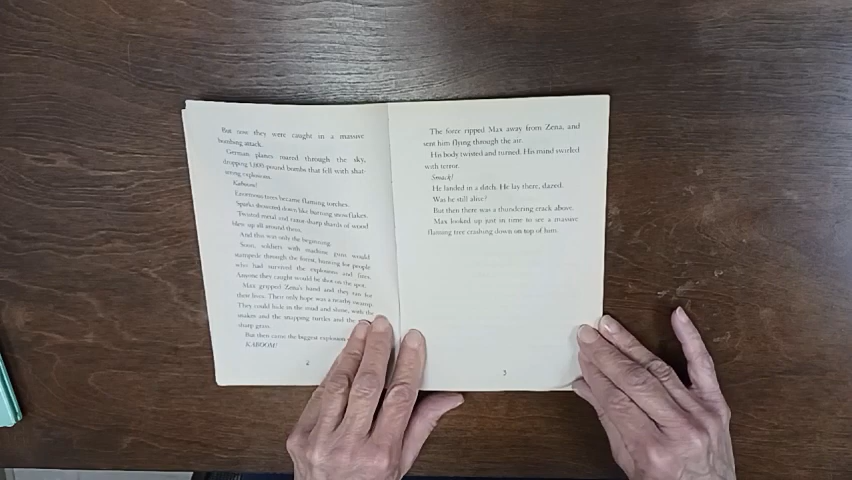 But now they were caught in a massive
bombing attack.
German planes roared through the sky,
dropping 1,000-pound bombs that fell with shat-
tering explosions.
Kaboom!
Enormous trees became flaming torches.
Sparks showered down like burning snowflakes.
Twisted metal and razor-sharp shards of wood
blew up all around them.
And this was only the beginning.
Soon, soldiers with machine guns would
stampede through the forest, hunting for people
who had survived the explosions and fires.
Anyone they caught would be shot on the spot.
Max gripped Zena's hand and they ran for
their lives. Their only hope was a nearby swamp.
They could hide in the mud and slime, with the
snakes and the snapping turtles and the
sharp grass.
But then came the biggest explosion
KABOOM!
2
The force ripped Max away from Zena, and
sent him flying through the air.
His body twisted and turned. His mind swirled
with terror.
Smack!
He landed in a ditch. He lay there, dazed.
Was he still alive?
But then there was a thundering crack above.
Max looked up just in time to see a massive
flaming tree crashing down on top of him.
3